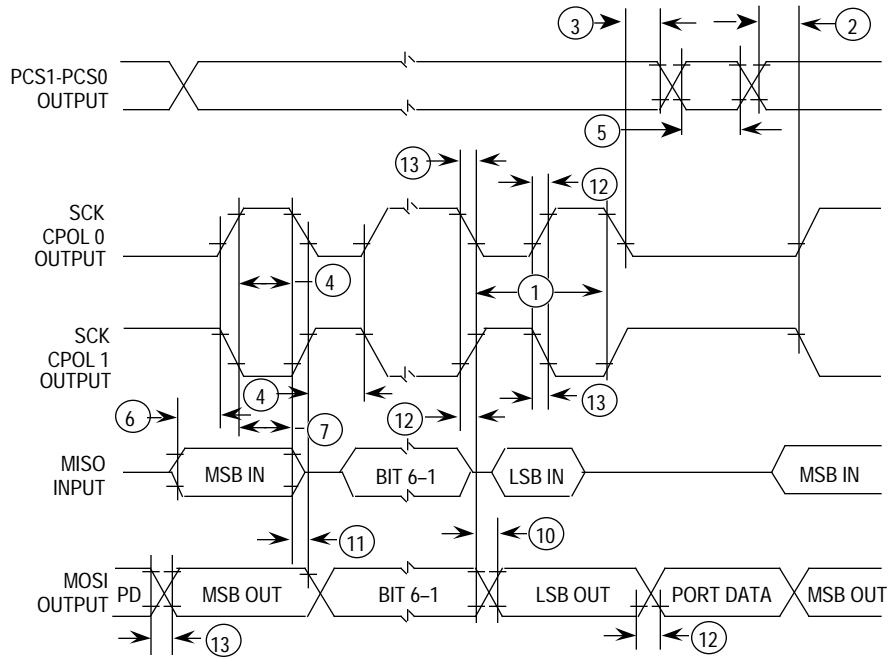 3
2
PCS1-PCS0
OUTPUT
5
13
12
SCK
CPOL 0
OUTPUT
4
1
SCK
CPOL 1
OUTPUT
4
12
13
6
7
MISO
INPUT
MSB IN
BIT 6–1
LSB IN
MSB IN
11
10
MOSI
OUTPUT
PD
MSB OUT
BIT 6–1
LSB OUT
PORT DATA
MSB OUT
13
12